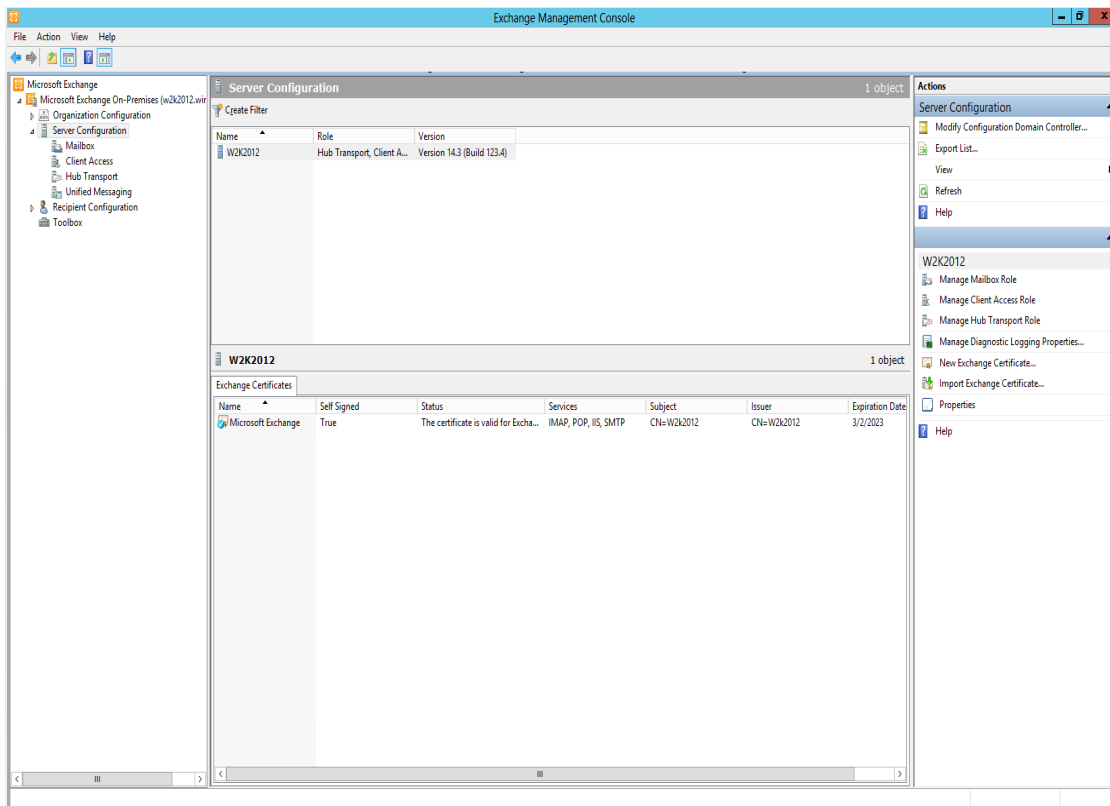 Exchange Management Console
File Action View Help
Microsoft Exchange
Microsoft Exchange On-Premises (w2k2012.wir
Organization Configuration
Server Configuration
Mailbox
Client Access
Hub Transport
Unified Messaging
Recipient Configuration
Toolbox
Server Configuration 1 object
Create Filter
Name Role Version
W2K2012 Hub Transport, Client A... Version 14.3 (Build 123.4)
W2K2012 1 object
Exchange Certificates
Name Self Signed Status Services Subject Issuer Expiration Date
Microsoft Exchange True The certificate is valid for Excha... IMAP, POP, IIS, SMTP CN=W2k2012 CN=W2k2012 3/2/2023
Actions
Server Configuration
Modify Configuration Domain Controller...
Export List...
View
Refresh
Help
W2K2012
Manage Mailbox Role
Manage Client Access Role
Manage Hub Transport Role
Manage Diagnostic Logging Properties...
New Exchange Certificate...
Import Exchange Certificate...
Properties
Help